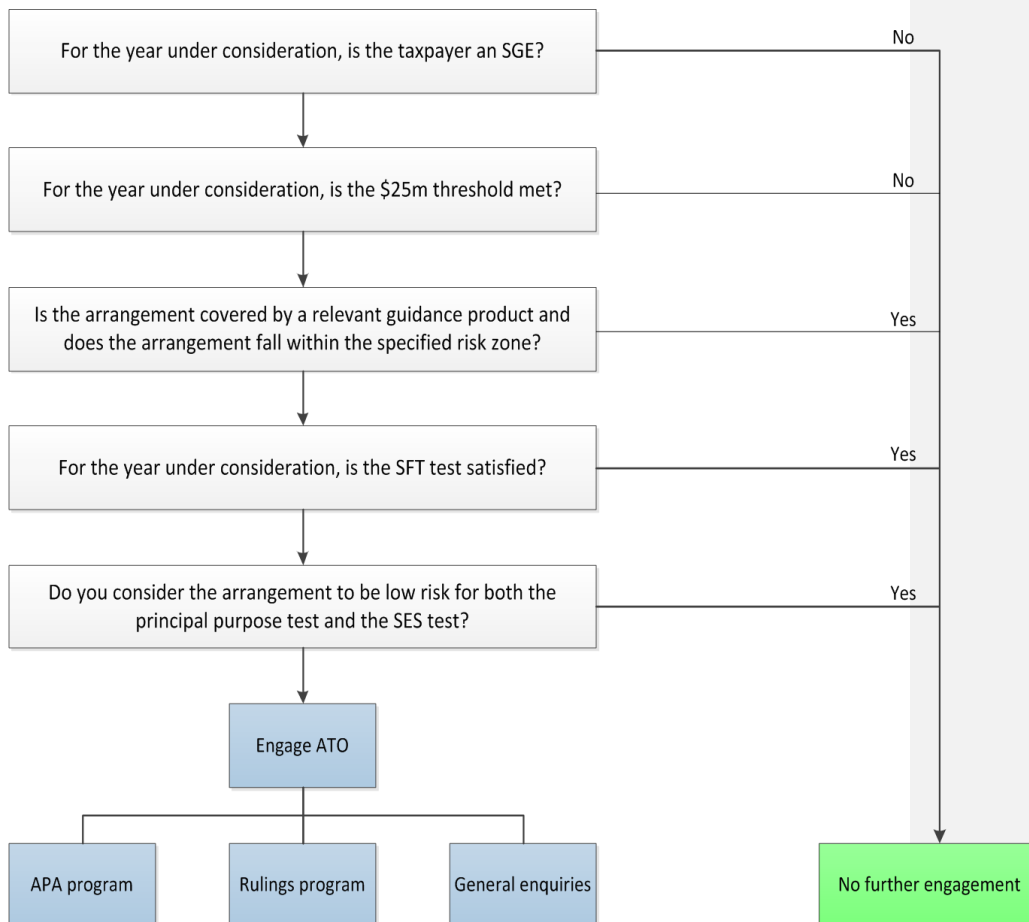 For the year under consideration, is the taxpayer an SGE?
No
For the year under consideration, is the $25m threshold met?
No
Is the arrangement covered by a relevant guidance product and
does the arrangement fall within the specified risk zone?
Yes
For the year under consideration, is the SFT test satisfied?
Yes
Do you consider the arrangement to be low risk for both the
principal purpose test and the SES test?
Yes
Engage ATO
APA program
Rulings program
General enquiries
No further engagement